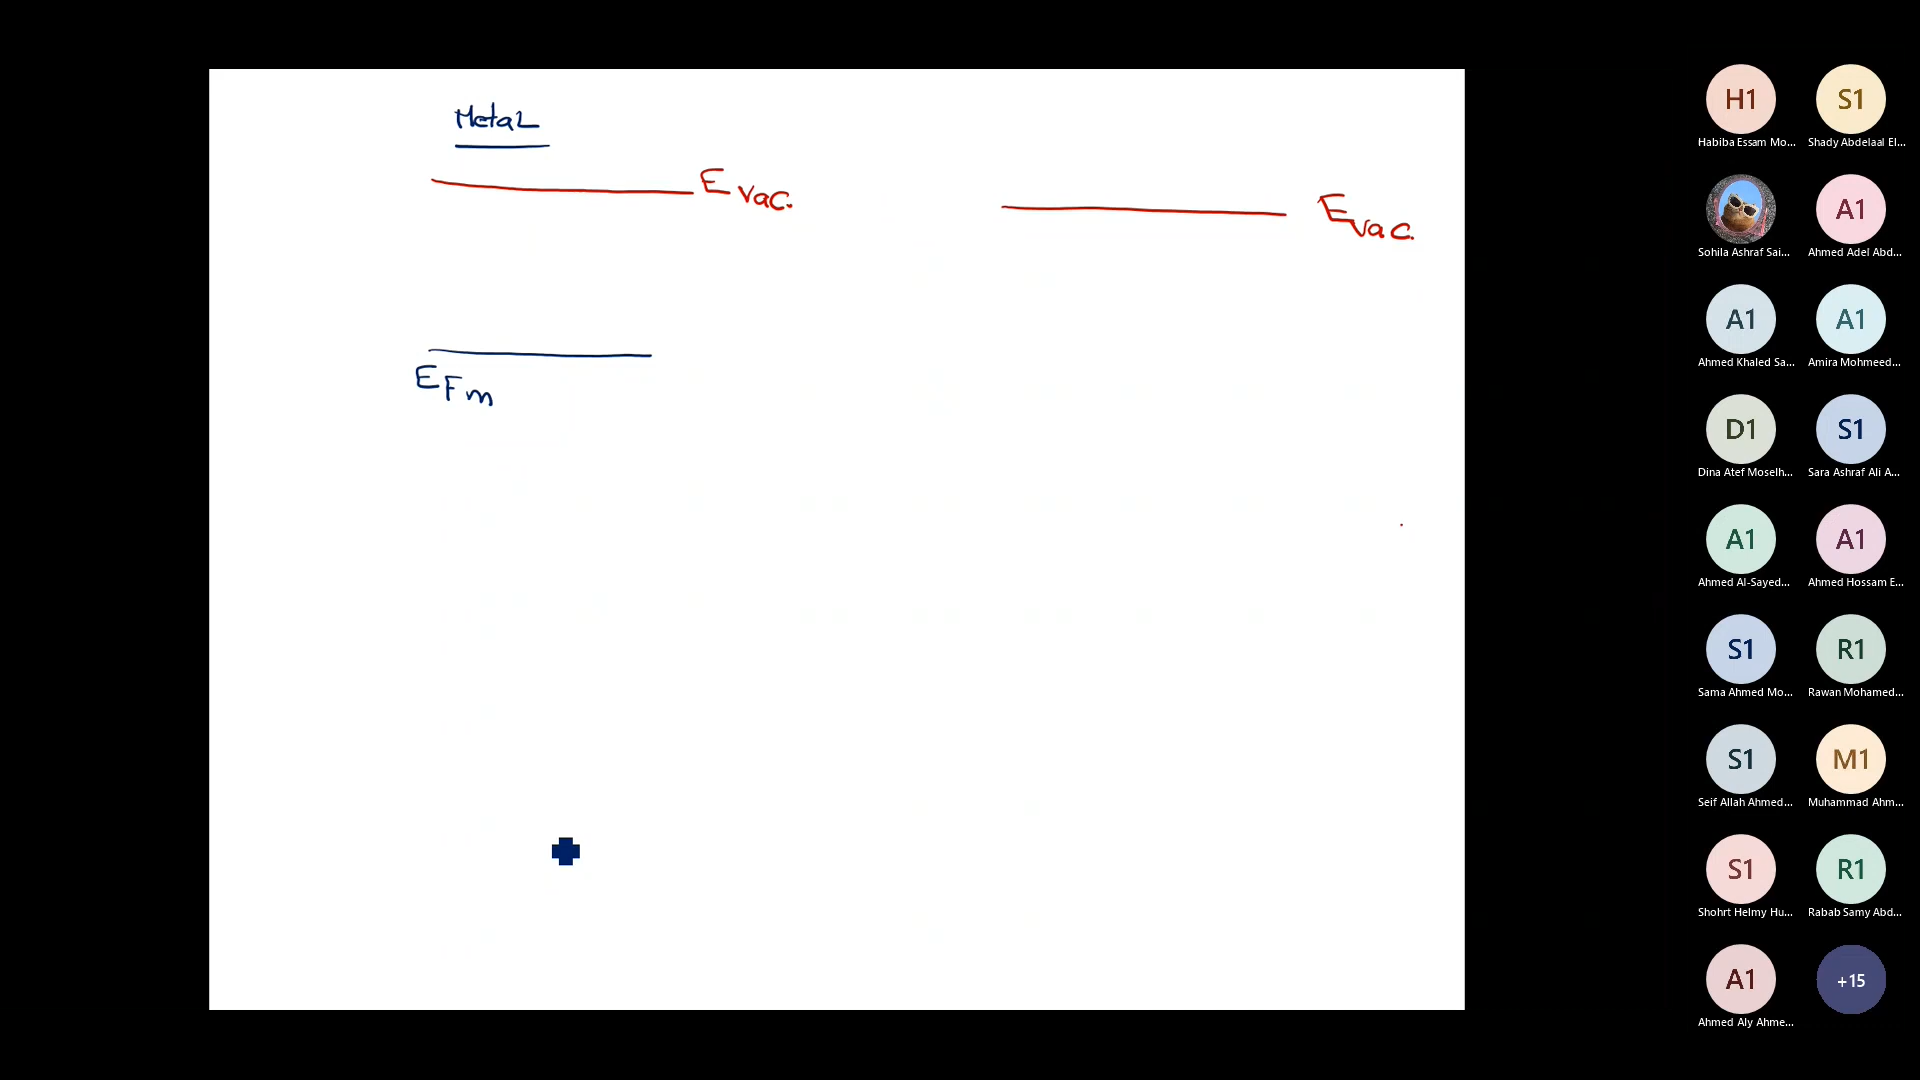 Metal
E vac.
E vac.
E Fm
H1 S1
Habiba Essam Mo... Shady Abdelaal El...
A1
Sohila Ashraf Sai... Ahmed Adel Abd...
A1 A1
Ahmed Khaled Sa... Amira Mohmeed...
D1 S1
Dina Atef Moselh... Sara Ashraf Ali A...
A1 A1
Ahmed Al-Sayed... Ahmed Hossam E...
S1 R1
Sama Ahmed Mo... Rawan Mohamed...
S1 M1
Seif Allah Ahmed... Muhammad Ahm...
S1 R1
Shohrt Helmy Hu... Rabab Samy Abd...
A1 +15
Ahmed Aly Ahme...